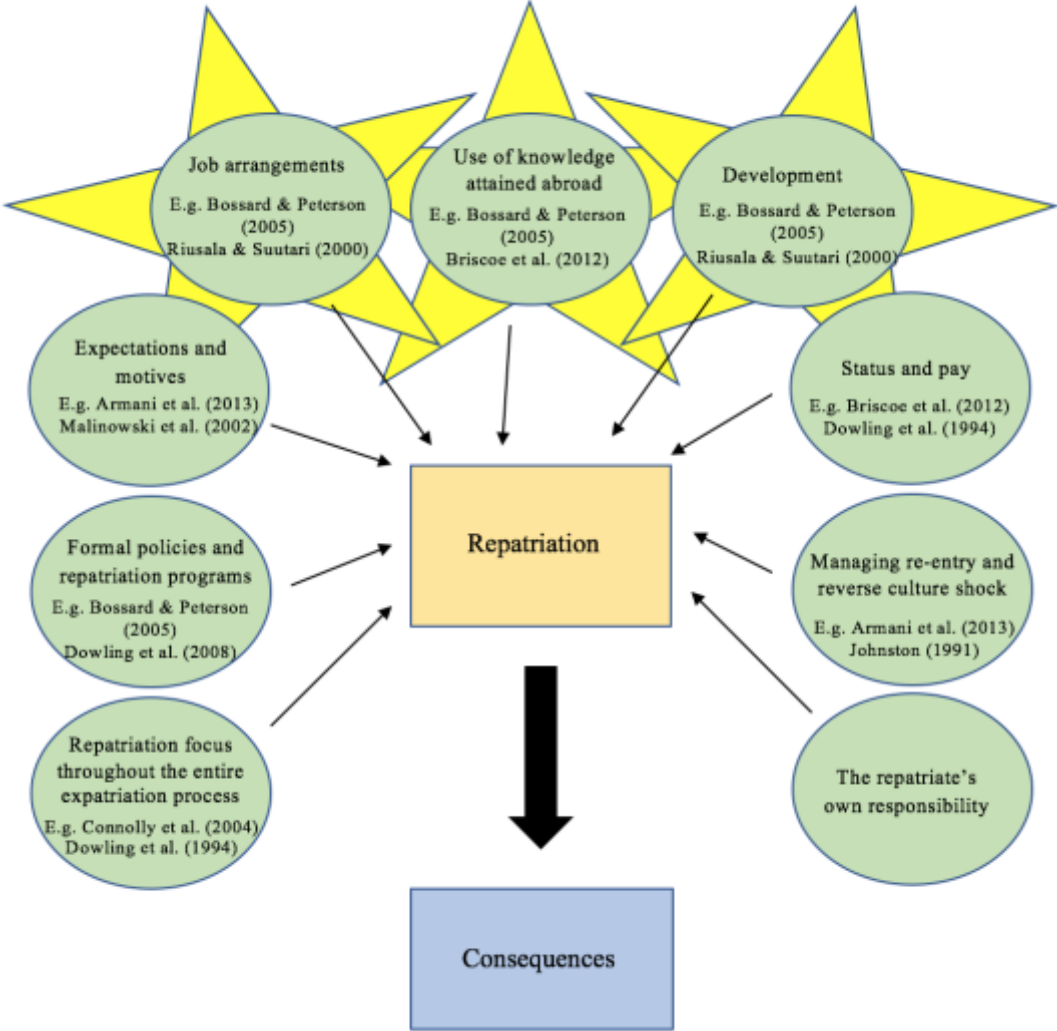 Job arrangements
E.g. Bossard & Peterson
(2005)
Riusala & Suutari (2000)
Use of knowledge
attained abroad
E.g. Bossard & Peterson
(2005)
Briscoe et al. (2012)
Development
E.g. Bossard & Peterson
(2005)
Riusala & Suutari (2000)
Expectations and
motives
E.g. Armani et al. (2013)
Malinowski et al. (2002)
Status and pay
E.g. Briscoe et al. (2012)
Dowling et al. (1994)
Repatriation
Formal policies and
repatriation programs
E.g. Bossard & Peterson
(2005)
Dowling et al. (2008)
Managing re-entry and
reverse culture shock
E.g. Armani et al. (2013)
Johnston (1991)
Repatriation focus
throughout the entire
expatriation process
E.g. Connolly et al. (2004)
Dowling et al. (1994)
The repatriate's
own responsibility
Consequences